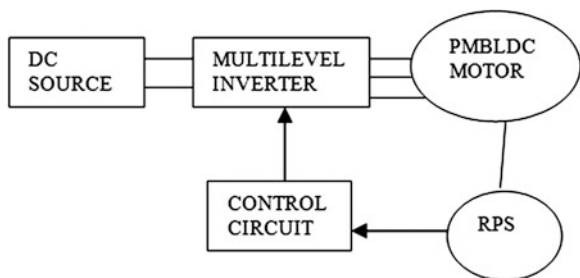 DC
SOURCE
MULTILEVEL
INVERTER
PMBLDC
MOTOR
CONTROL
CIRCUIT
RPS